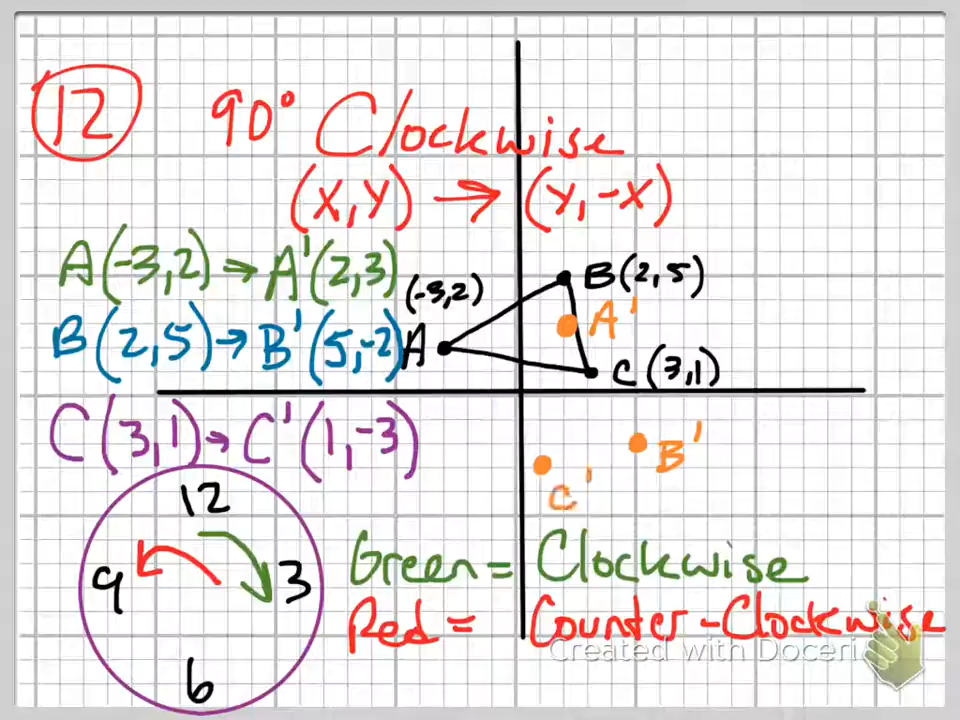 12
90° Clockwise
(X,Y) → (Y,-X)
A(-3,2) → A'(2,3)
(-3,2)
B(2,5)
A'
B(2,5) → B'(5,-2)
A
C(3,1)
C(3,1) → C'(1,-3)
B'
C'
12
9
3
6
Green = Clockwise
Red = Counter-Clockwise
Created with Doceri